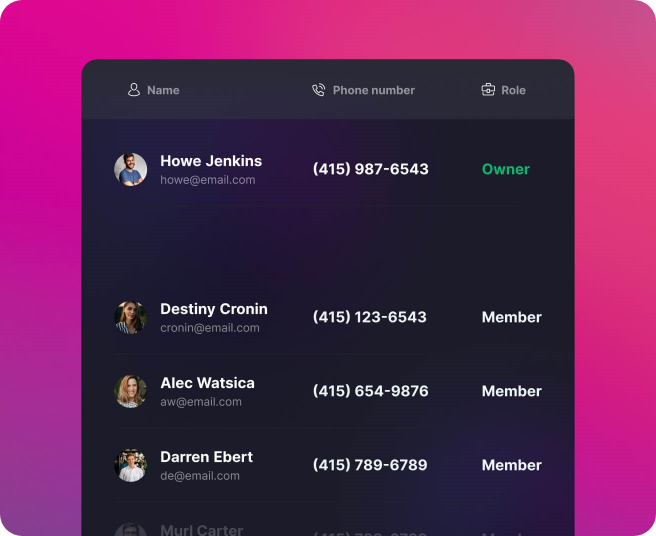 Name Phone number Role
Howe Jenkins (415) 987-6543 Owner
howe@email.com
Destiny Cronin (415) 123-6543 Member
cronin@email.com
Alec Watsica (415) 654-9876 Member
aw@email.com
Darren Ebert (415) 789-6789 Member
de@email.com
Murl Carter